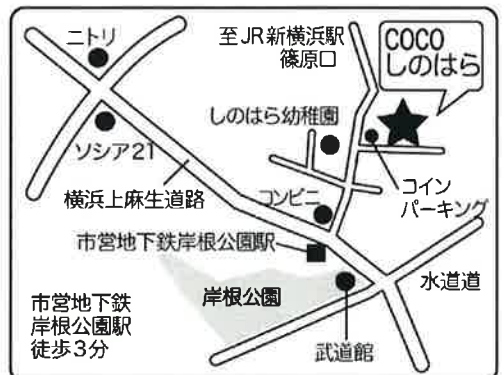 ニトリ
至JR新横浜駅
篠原口
COCO
しのはら
しのはら幼稚園
ソシア21
コイン
パーキング
横浜上麻生道路
コンビニ
市営地下鉄岸根公園駅
水道道
岸根公園
市営地下鉄
岸根公園駅
徒歩3分
武道館